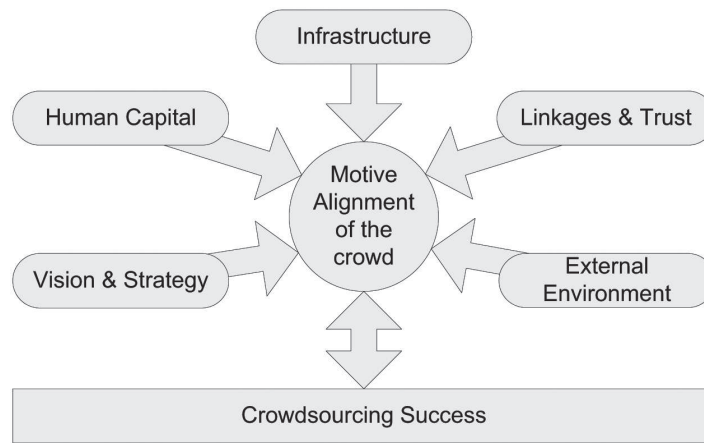 Infrastructure
Human Capital
Linkages & Trust
Motive
Alignment
of the
crowd
Vision & Strategy
External
Environment
Crowdsourcing Success